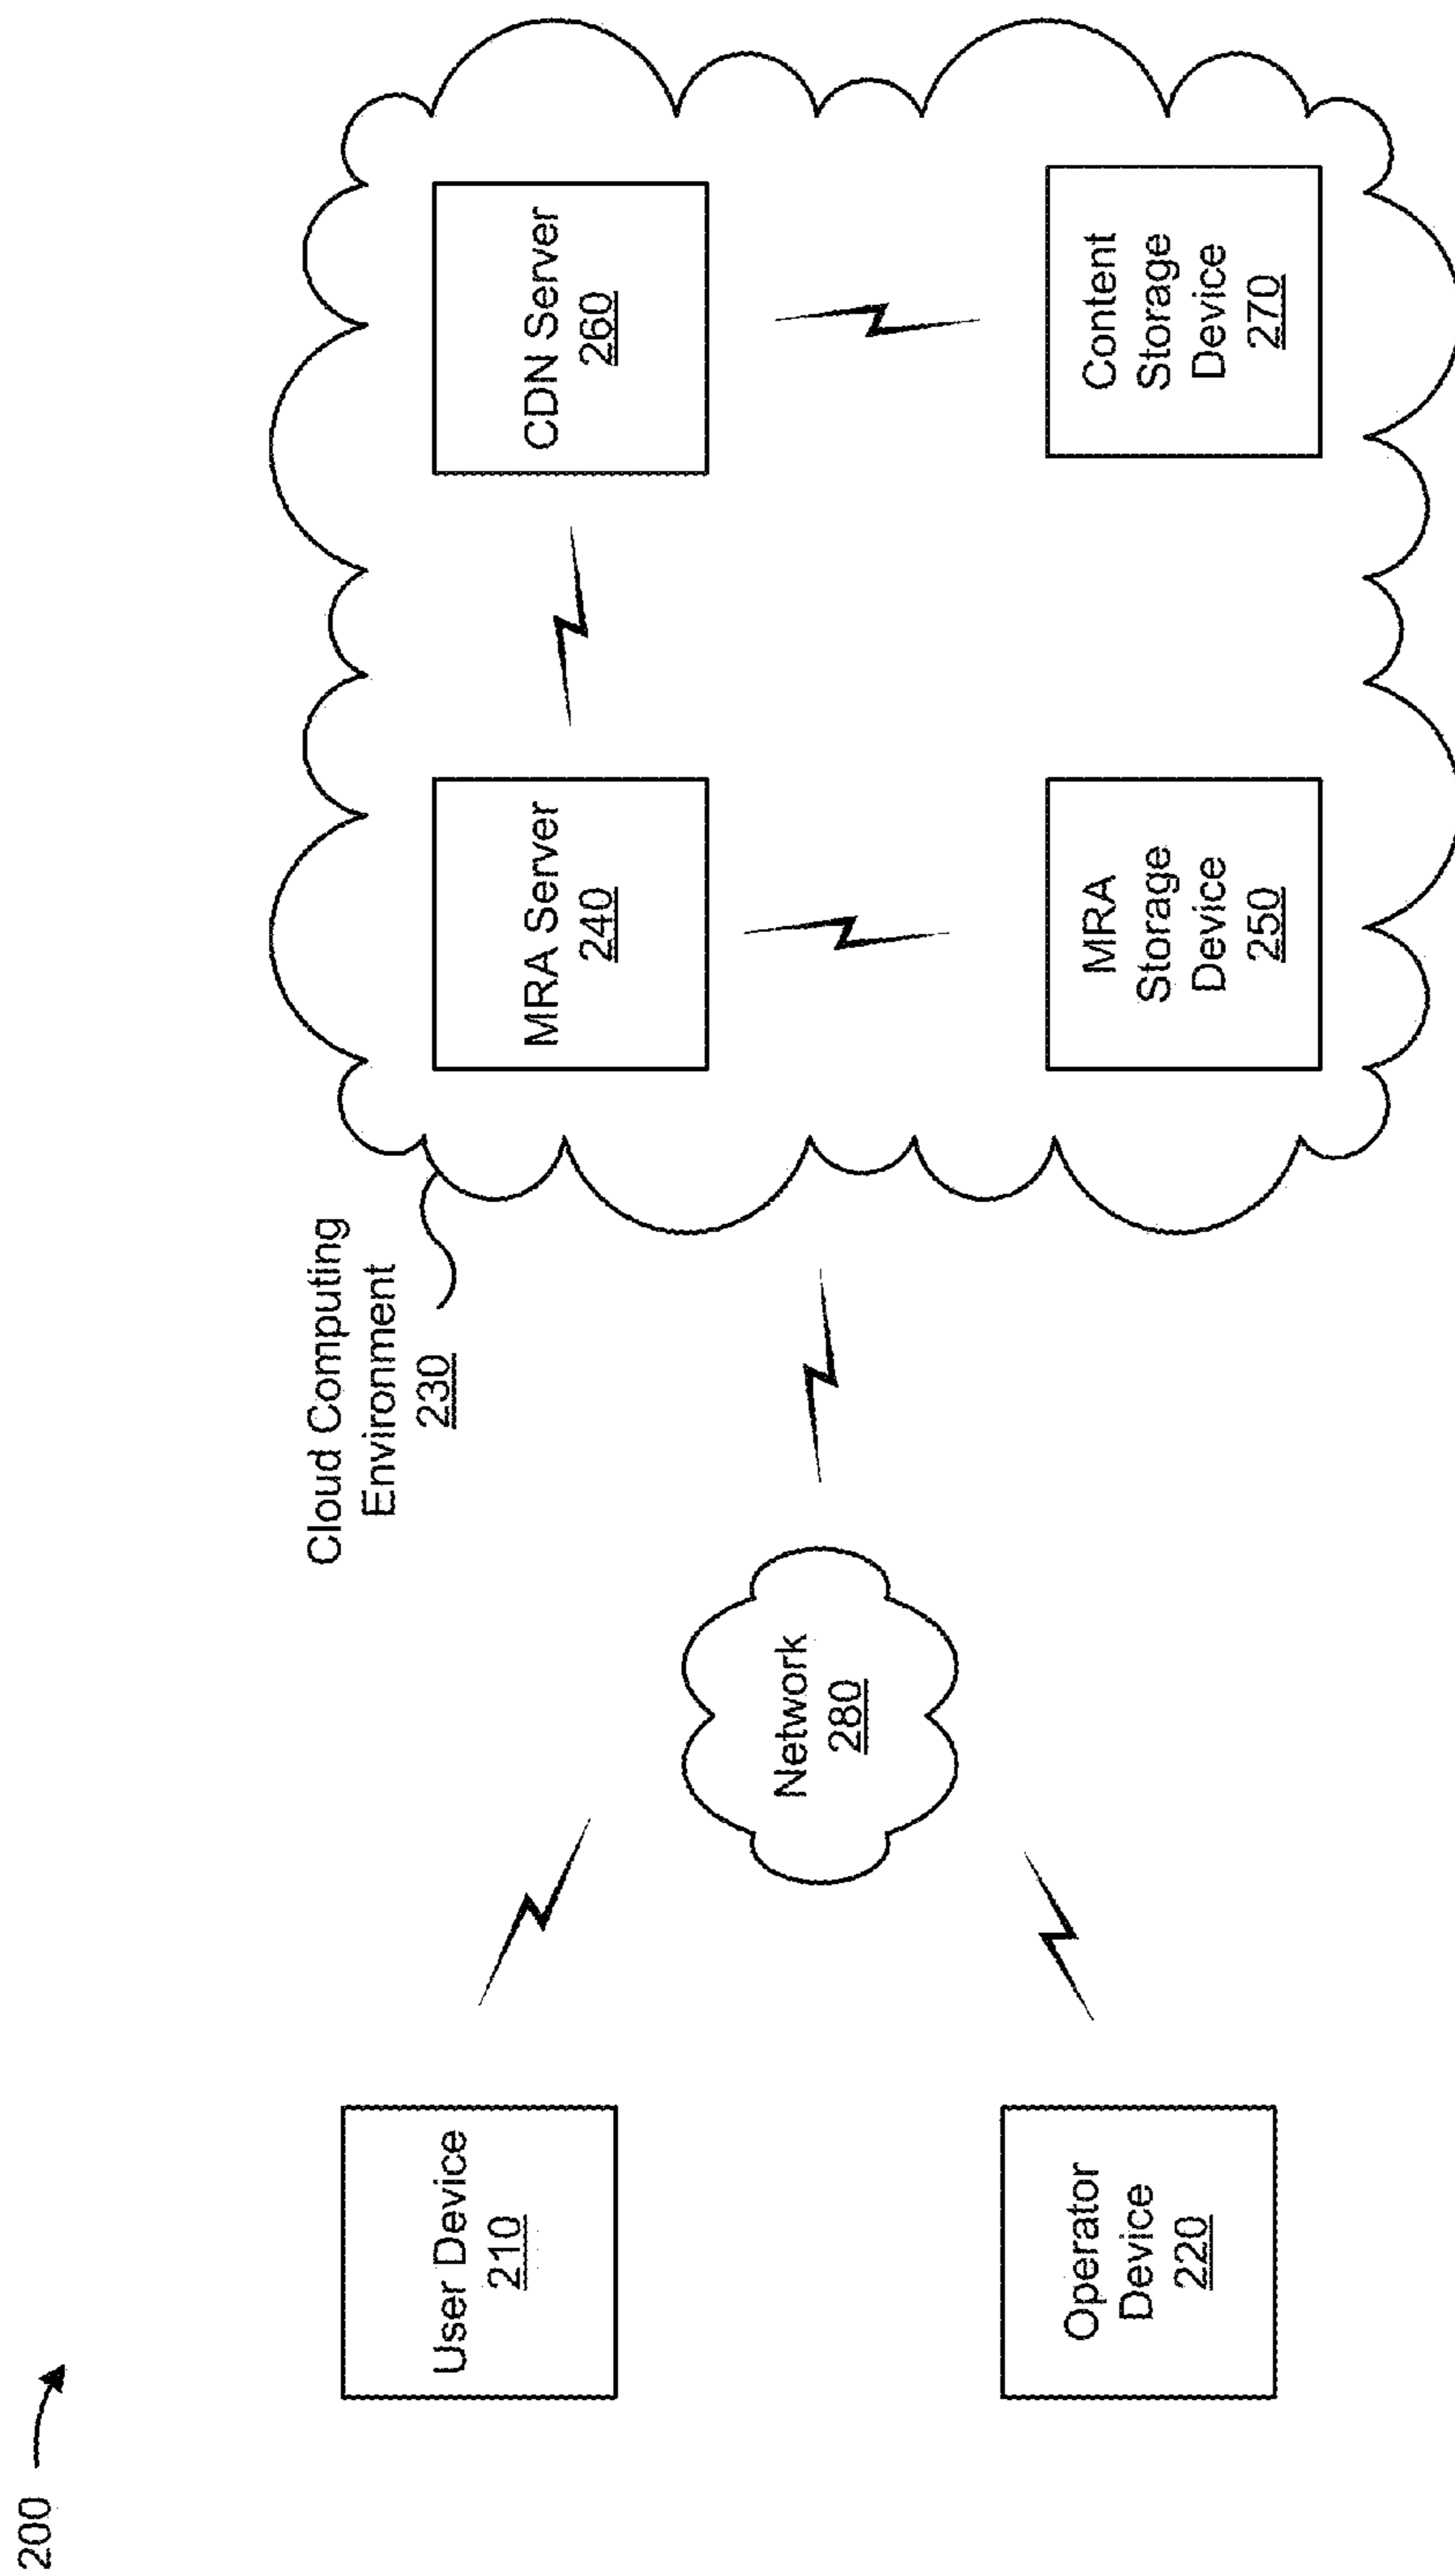 200
User Device
210
Operator
Device
220
Network
280
Cloud Computing
Environment
230
MRA Server
240
MRA
Storage
Device
250
CDN Server
260
Content
Storage
Device
270